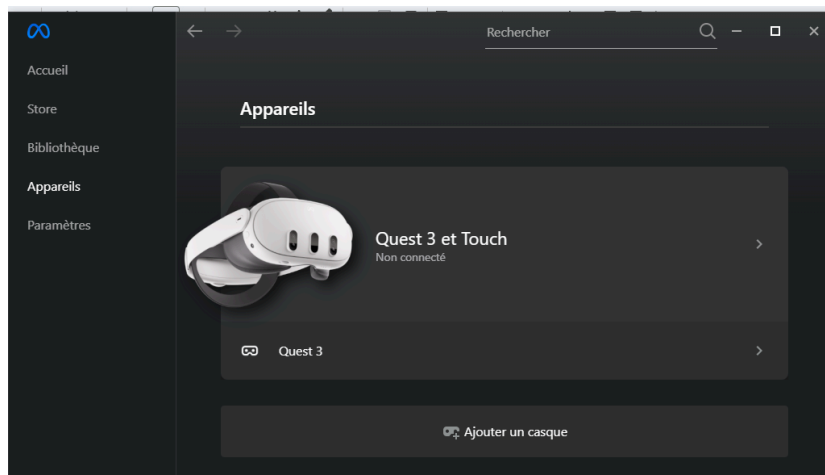 Rechercher
Accueil
Store
Bibliothèque
Appareils
Paramètres
Appareils
Quest 3 et Touch
Non connecté
Quest 3
Ajouter un casque